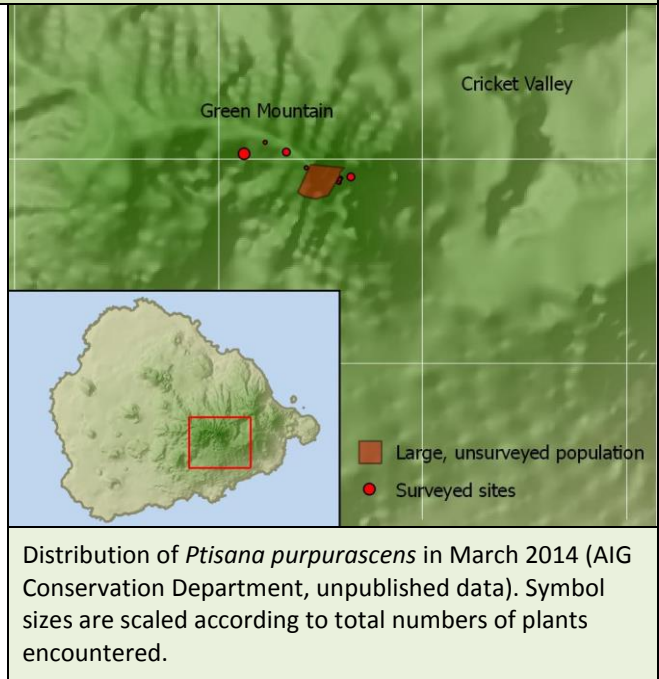 Cricket Valley
Green Mountain
Large, unsurveyed population
Surveyed sites
Distribution of Ptisana purpurascens in March 2014 (AIG
Conservation Department, unpublished data). Symbol
sizes are scaled according to total numbers of plants
encountered.